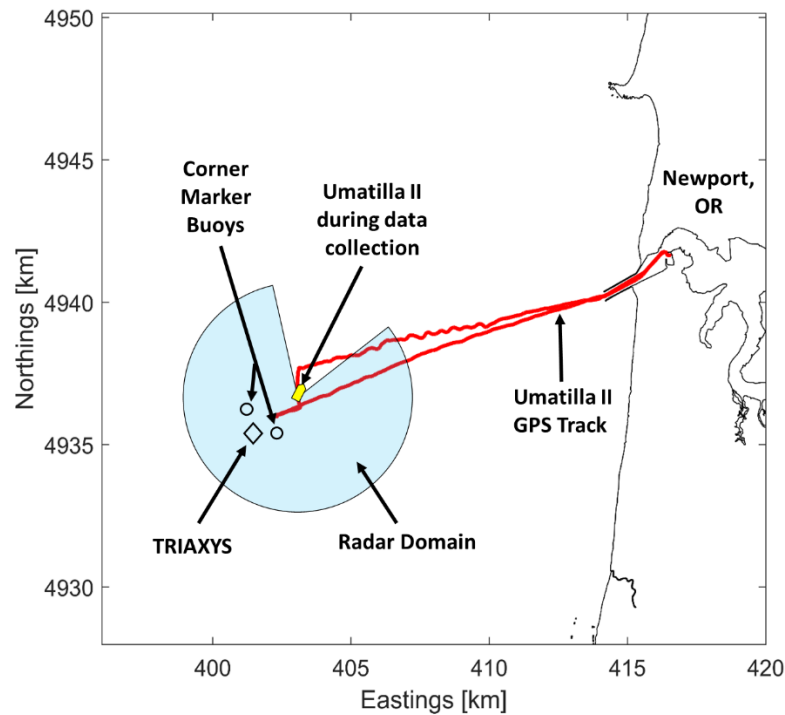 4950
4945
4940
4935
4930
Northings [km]
Corner
Marker
Buoys
Umatilla II
during data
collection
Newport,
OR
Umatilla II
GPS Track
TRIAXYS
Radar Domain
400
405
410
415
420
Eastings [km]